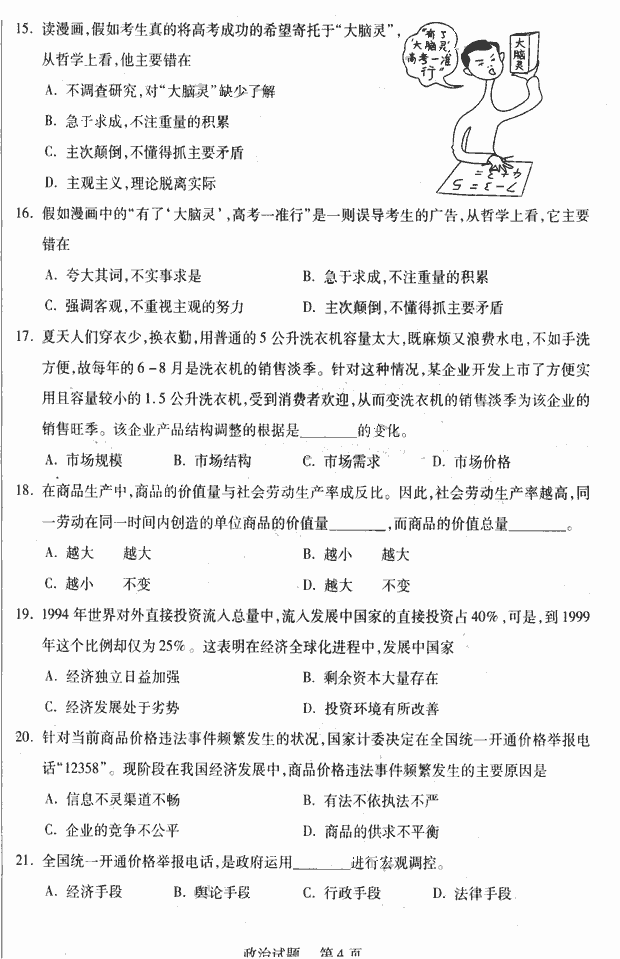 15. 读漫画,假如考生真的将高考成功的希望寄托于“大脑灵”,
从哲学上看,他主要错在
“有了
‘大脑灵’,
高考一准
行”
大脑灵
7-3=5
4+3=
A. 不调查研究,对“大脑灵”缺少了解
B. 急于求成,不注重量的积累
C. 主次颠倒,不懂得抓主要矛盾
D. 主观主义,理论脱离实际
16. 假如漫画中的“有了‘大脑灵’,高考一准行”是一则误导考生的广告,从哲学上看,它主要
错在
A. 夸大其词,不实事求是 B. 急于求成,不注重量的积累
C. 强调客观,不重视主观的努力 D. 主次颠倒,不懂得抓主要矛盾
17. 夏天人们穿衣少,换衣勤,用普通的5公升洗衣机容量太大,既麻烦又浪费水电,不如手洗
方便,故每年的6-8月是洗衣机的销售淡季。针对这种情况,某企业开发上市了方便实
用且容量较小的1.5公升洗衣机,受到消费者欢迎,从而变洗衣机的销售淡季为该企业的
销售旺季。该企业产品结构调整的根据是______的变化。
A. 市场规模 B. 市场结构 C. 市场需求 D. 市场价格
18. 在商品生产中,商品的价值量与社会劳动生产率成反比。因此,社会劳动生产率越高,同
一劳动在同一时间内创造的单位商品的价值量______,而商品的价值总量______。
A. 越大 越大 B. 越小 越大
C. 越小 不变 D. 越大 不变
19. 1994年世界对外直接投资流入总量中,流入发展中国家的直接投资占40%,可是,到1999
年这个比例却仅为25%。这表明在经济全球化进程中,发展中国家
A. 经济独立日益加强 B. 剩余资本大量存在
C. 经济发展处于劣势 D. 投资环境有所改善
20. 针对当前商品价格违法事件频繁发生的状况,国家计委决定在全国统一开通价格举报电
话“12358”。现阶段在我国经济发展中,商品价格违法事件频繁发生的主要原因是
A. 信息不灵渠道不畅 B. 有法不依执法不严
C. 企业的竞争不公平 D. 商品的供求不平衡
21. 全国统一开通价格举报电话,是政府运用______进行宏观调控。
A. 经济手段 B. 舆论手段 C. 行政手段 D. 法律手段
政治试题 第4页